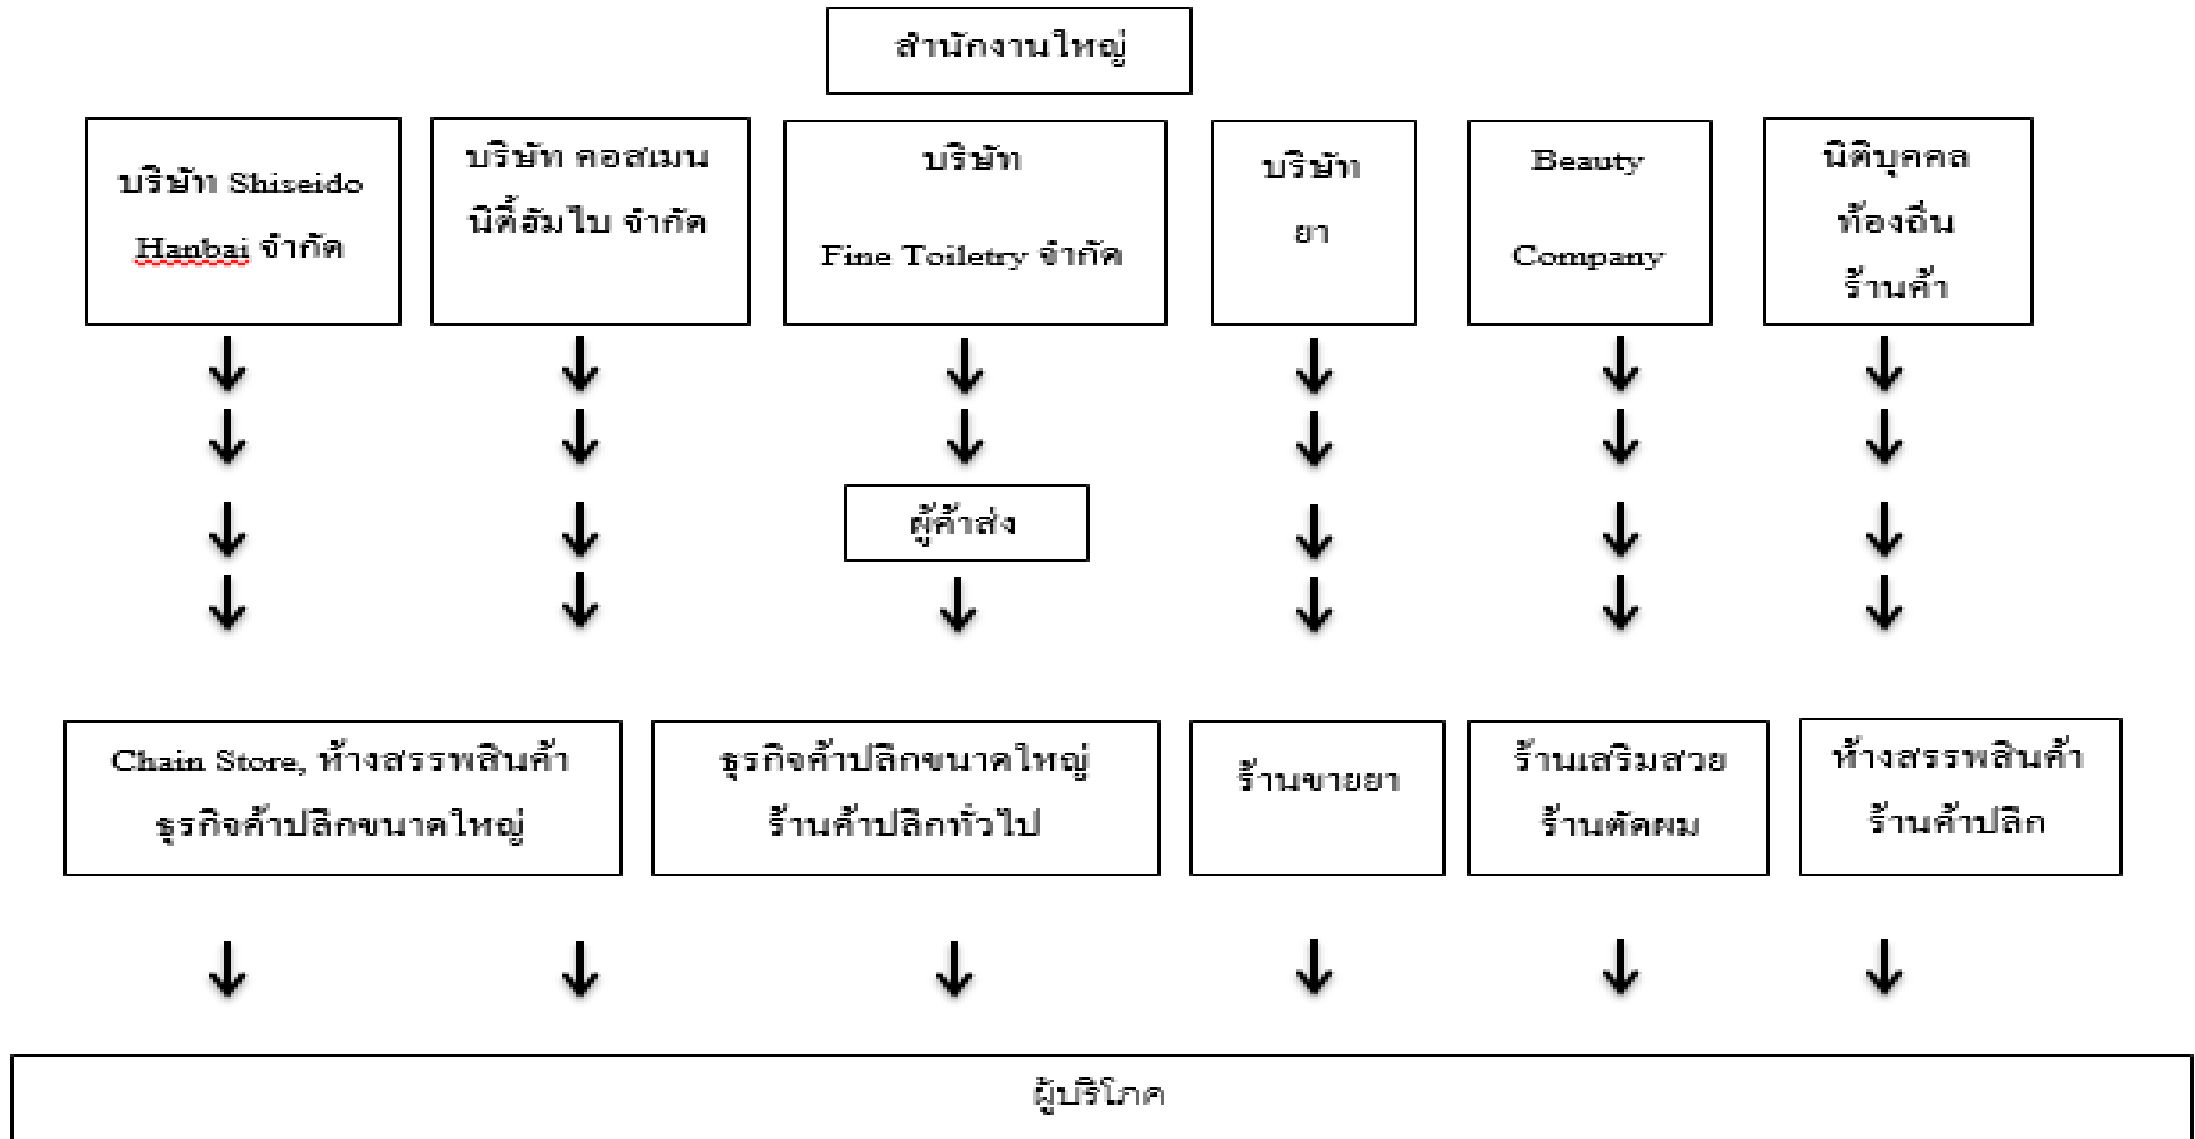 สำนักงานใหญ่
บริษัท Shiseido
Hanbai จำกัด
บริษัท คอสเมน
นิตี้อัมไบ จำกัด
บริษัท
Fine Toiletry จำกัด
บริษัท
ยา
Beauty
Company
นิติบุคคล
ท้องถิ่น
ร้านค้า
ผู้ค้าส่ง
Chain Store, ห้างสรรพสินค้า
ธุรกิจค้าปลีกขนาดใหญ่
ธุรกิจค้าปลีกขนาดใหญ่
ร้านค้าปลีกทั่วไป
ร้านขายยา
ร้านเสริมสวย
ร้านตัดผม
ห้างสรรพสินค้า
ร้านค้าปลีก
ผู้บริโภค